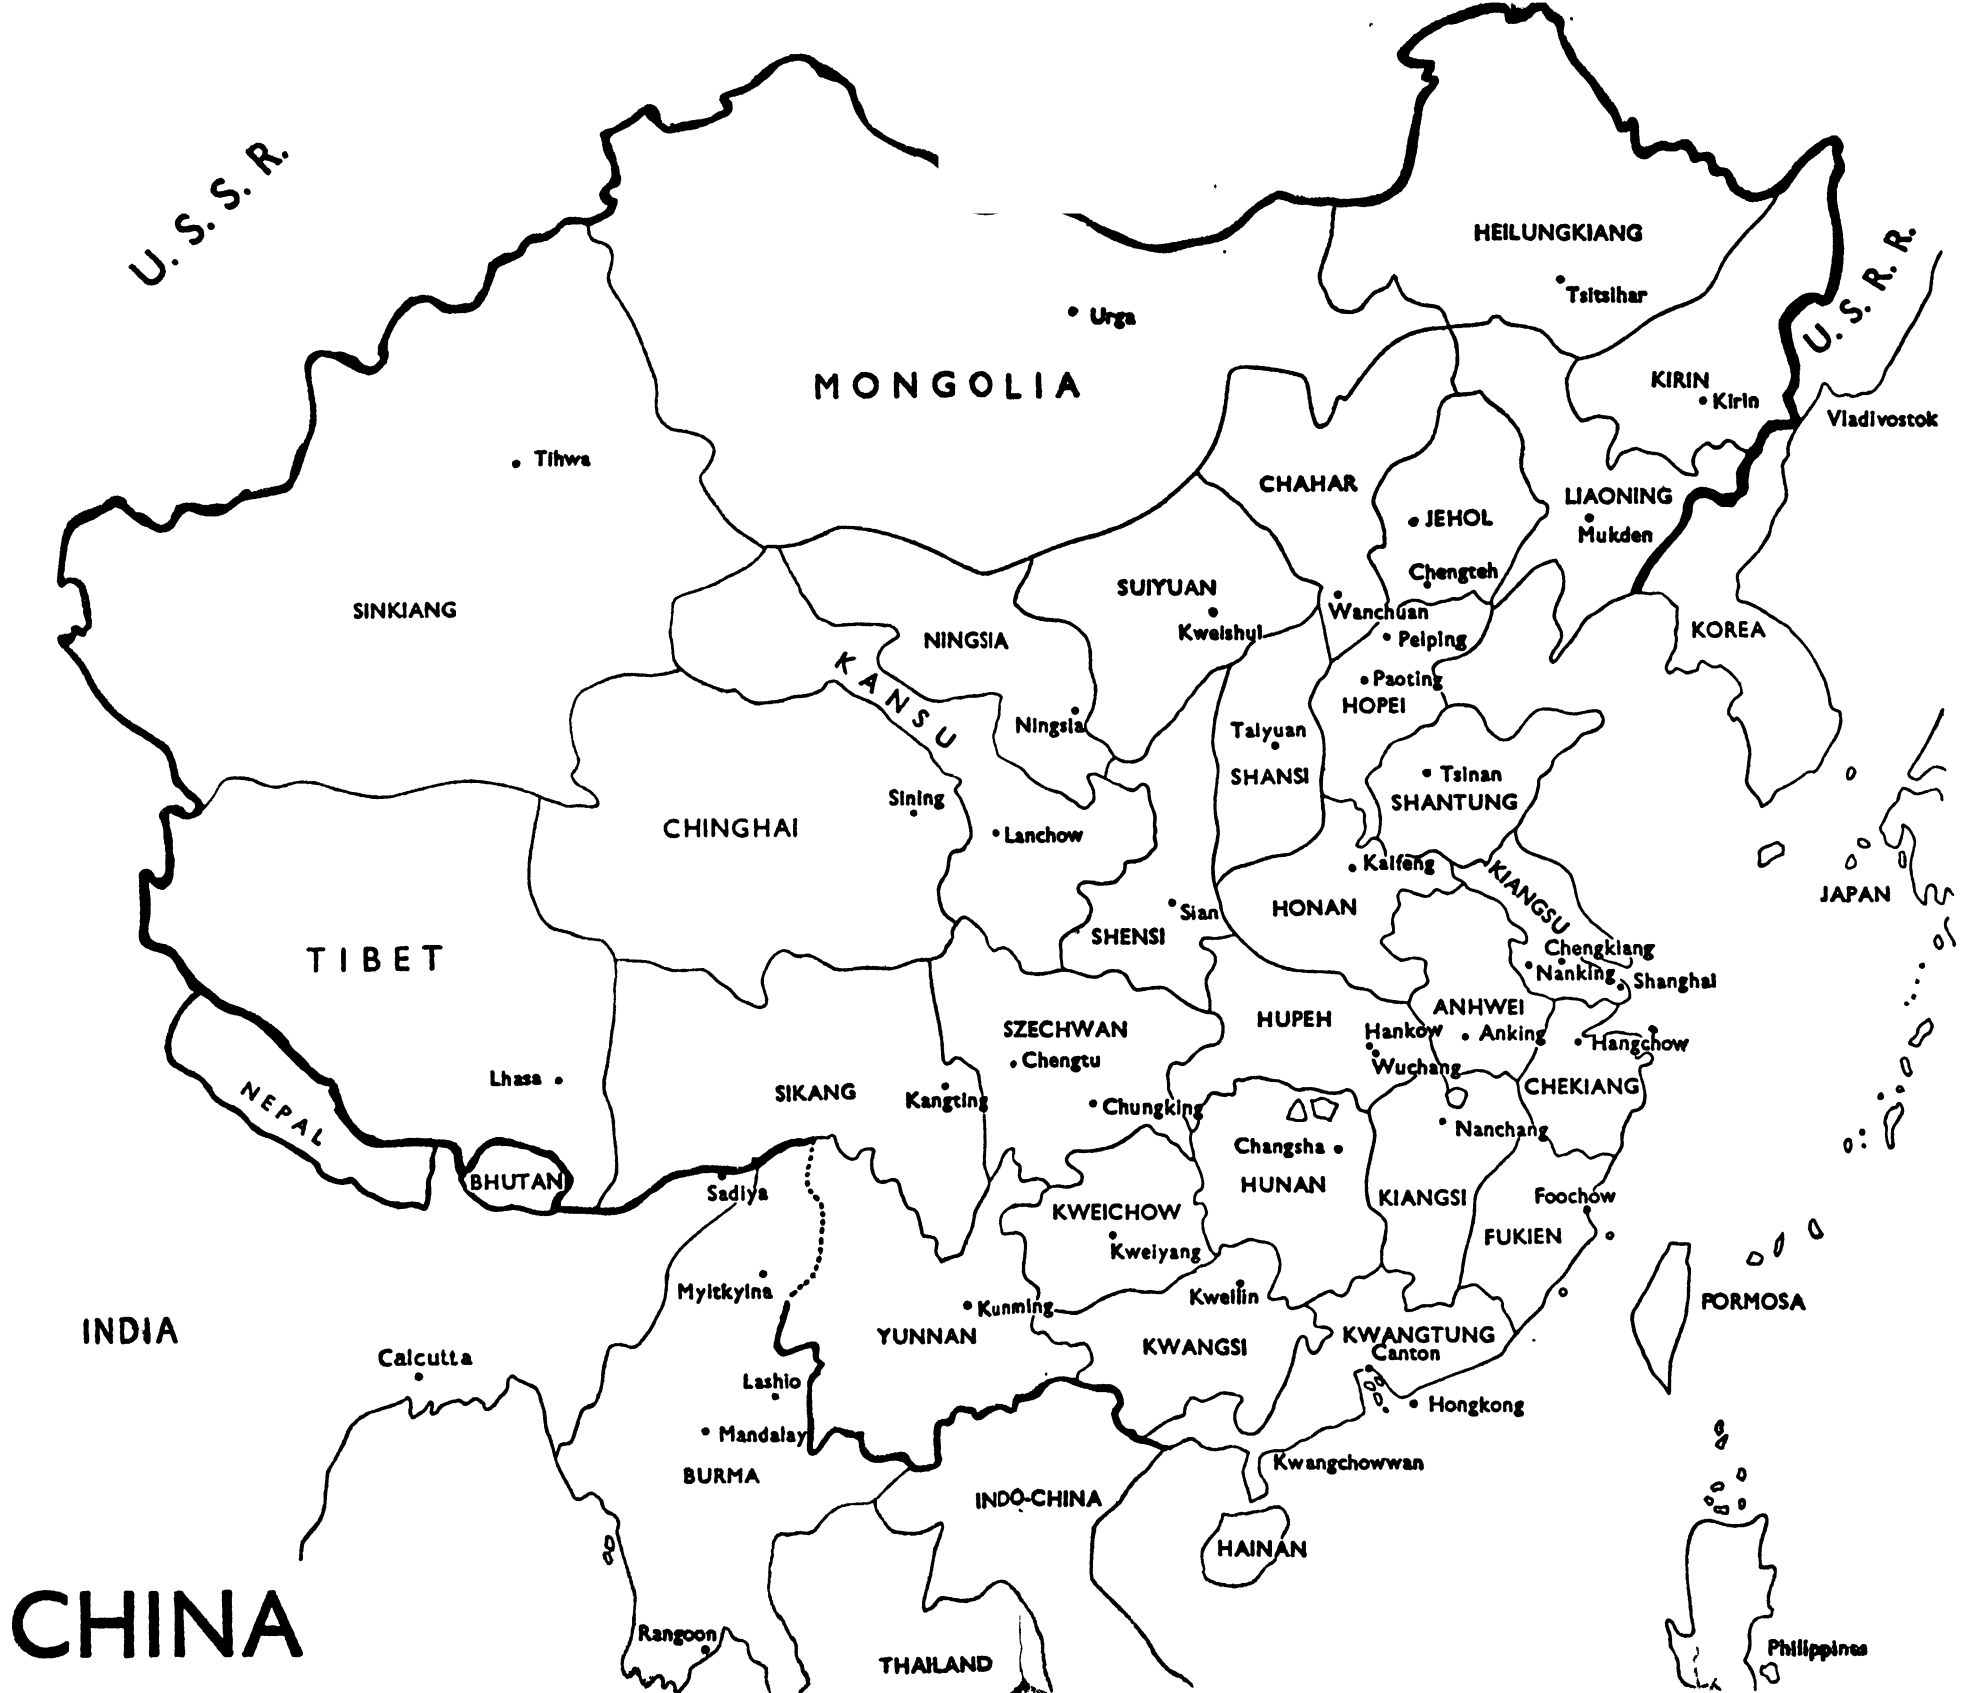 U. S. S. R.
HEILUNGKIANG
Tsitsihar
U. S. R. R.
Urga
MONGOLIA
KIRIN
Kirin
Vladivostok
Tihwa
CHAHAR
LIAONING
Mukden
JEHOL
Chengteh
SUIYUAN
Kweishui
Wanchuan
Peiping
KOREA
SINKIANG
NINGSIA
KANSU
Paoting
HOPEI
Ningsia
Taiyuan
SHANSI
Tsinan
SHANTUNG
Sining
CHINGHAI
Lanchow
Kaifeng
KIANGSU
JAPAN
Sian
HONAN
SHENSI
TIBET
Chengkiang
Nanking
Shanghai
ANHWEI
Anking
HUPEH
Hankow
Wuchang
Hangchow
SZECHWAN
Chengtu
CHEKIANG
Lhasa
SIKANG
Kangting
Chungking
NEPAL
Nanchang
Changsha
HUNAN
BHUTAN
Sadiya
KIANGSI
Foochow
KWEICHOW
Kweiyang
FUKIEN
Myitkyina
Kweilin
Kunming
FORMOSA
INDIA
YUNNAN
KWANGSI
KWANGTUNG
Canton
Calcutta
Lashio
Hongkong
Mandalay
BURMA
Kwangchowwan
INDO-CHINA
HAINAN
CHINA
Rangoon
THAILAND
Philippines